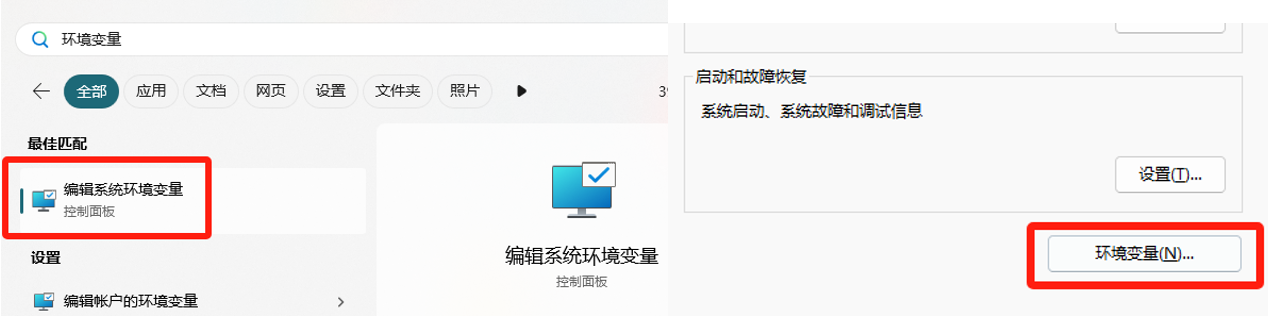 环境变量
全部 应用 文档 网页 设置 文件夹 照片
最佳匹配
编辑系统环境变量
控制面板
设置
编辑帐户的环境变量
编辑系统环境变量
控制面板
启动和故障恢复
系统启动、系统故障和调试信息
设置(T)...
环境变量(N)...